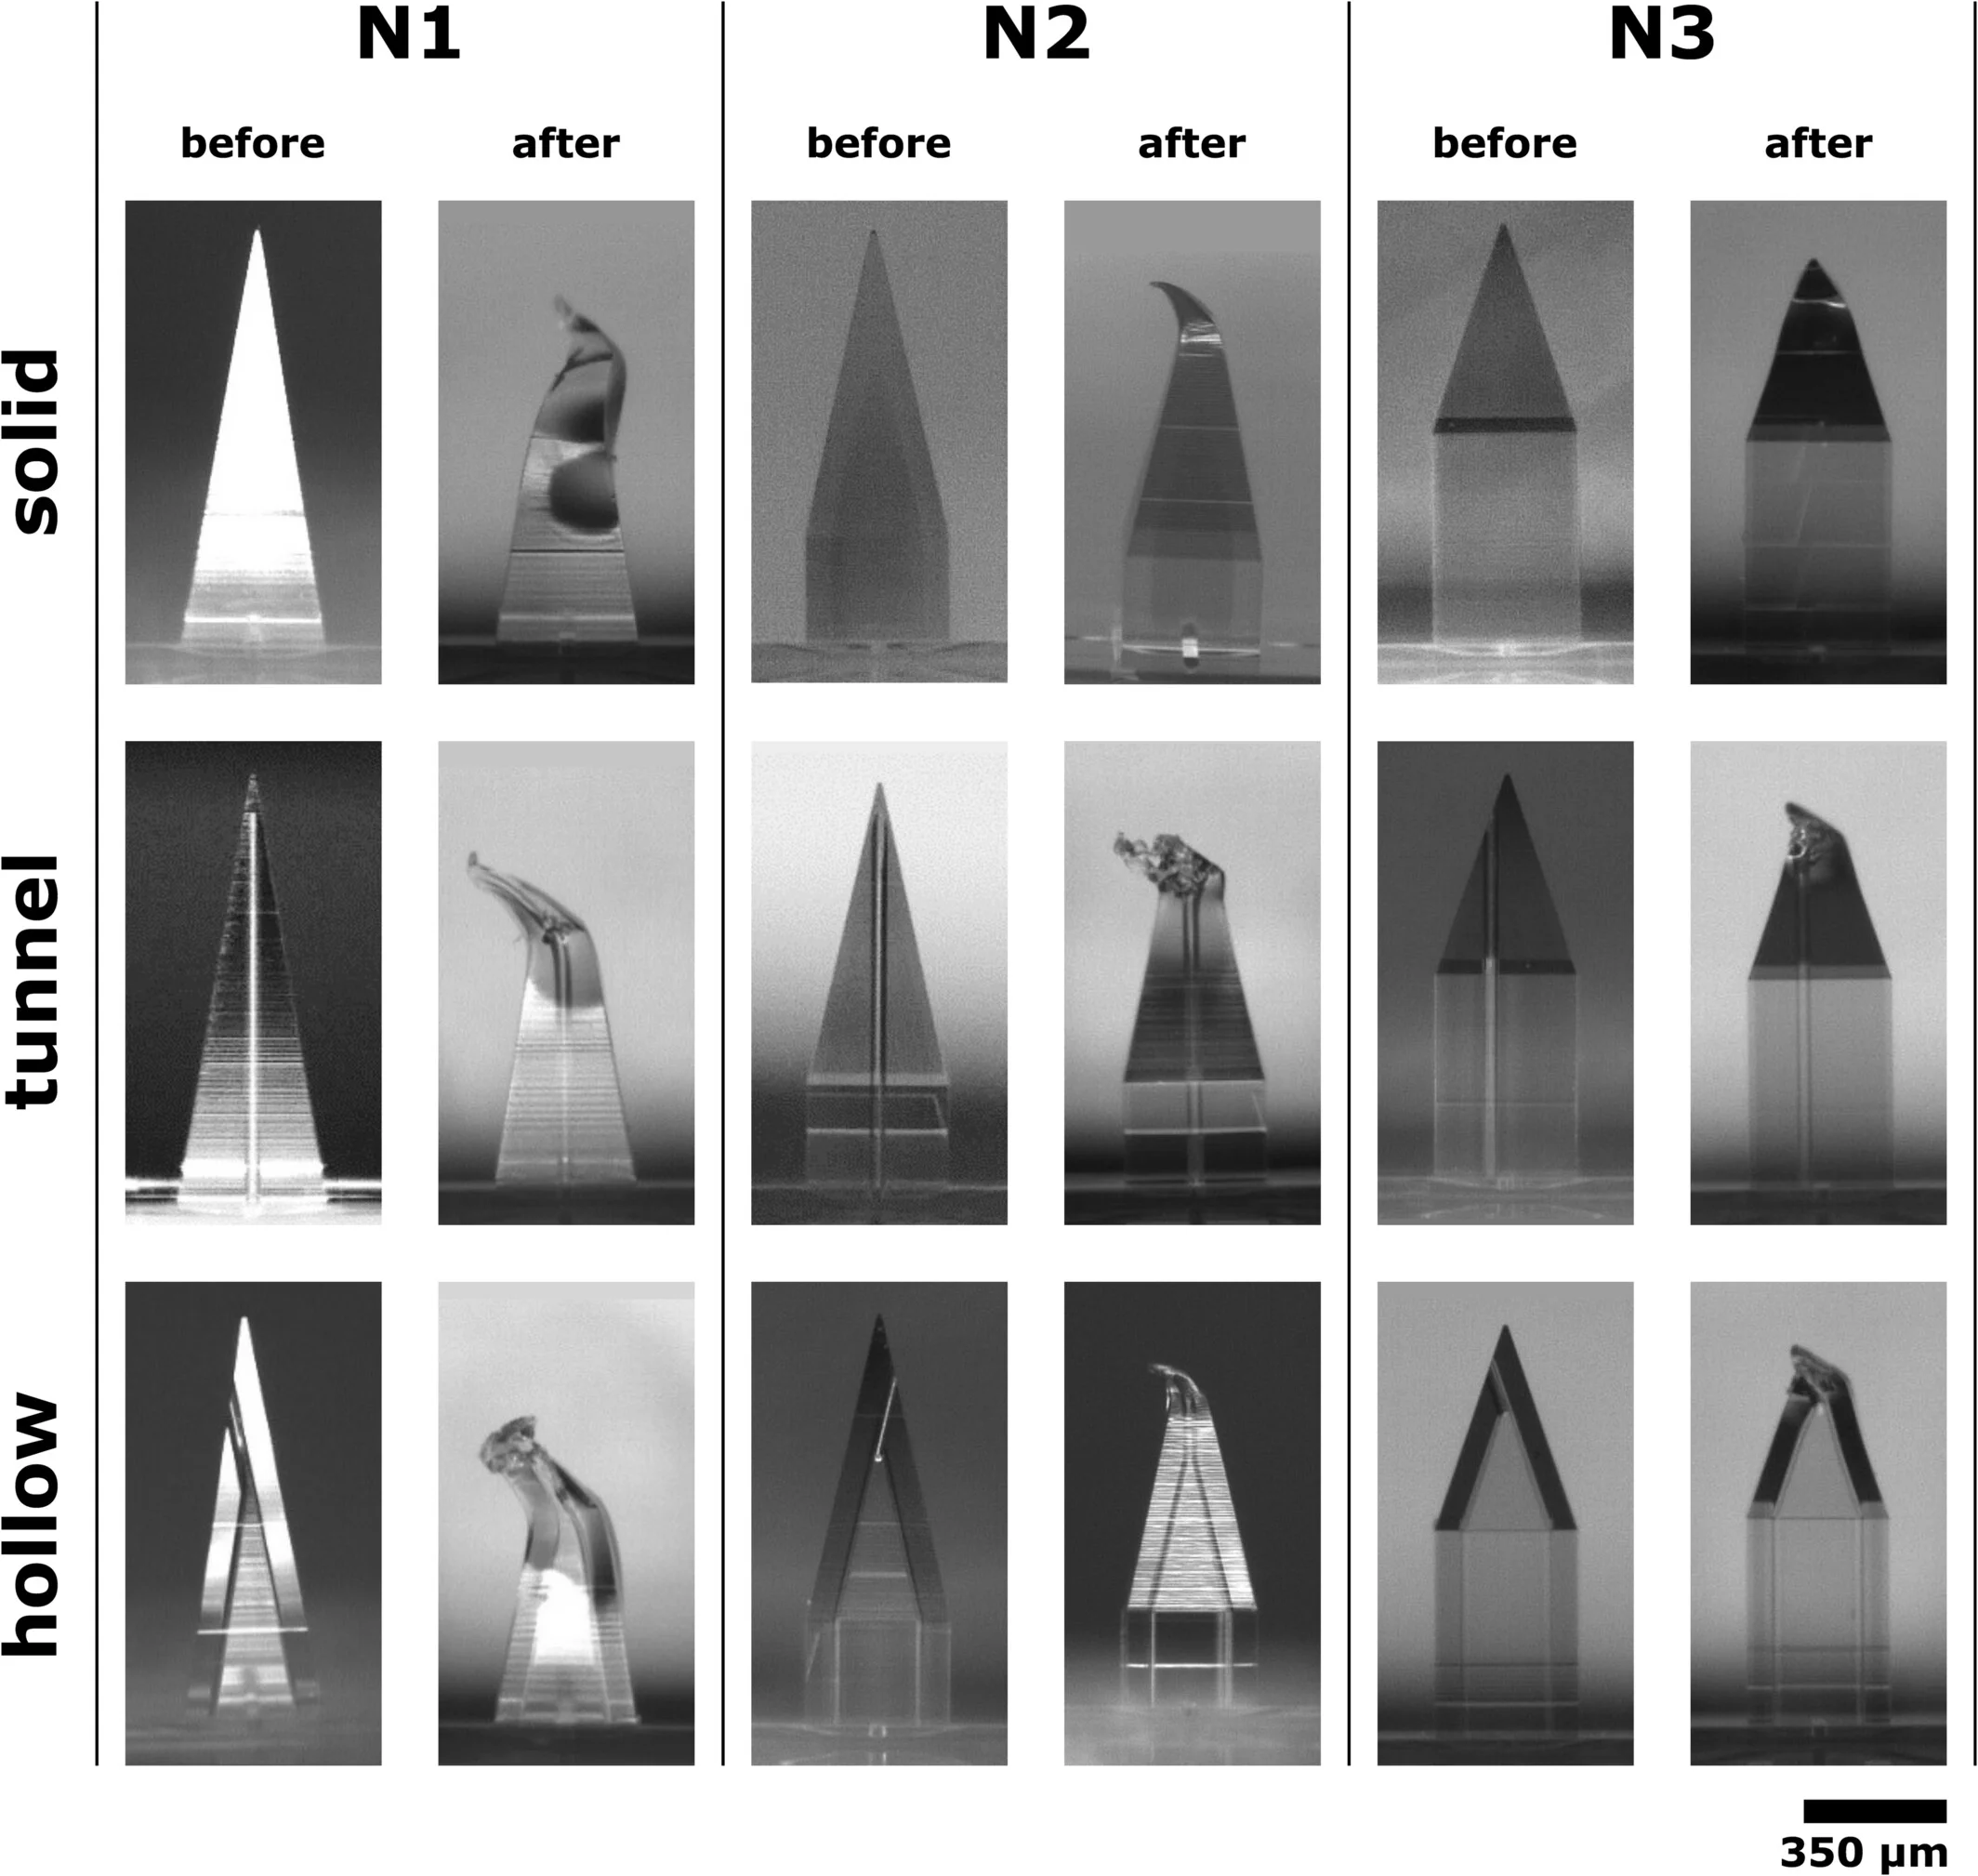 N1 N2 N3
before after before after before after
solid
tunnel
hollow
350 µm